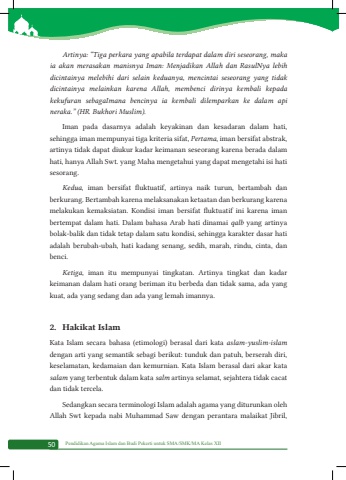 Artinya: "Tiga perkara yang apabila terdapat dalam diri seseorang, maka
ia akan merasakan manisnya Iman: Menjadikan Allah dan RasulNya lebih
dicintainya melebihi dari selain keduanya, mencintai seseorang yang tidak
dicintainya melainkan karena Allah, membenci dirinya kembali kepada
kekufuran sebagaImana bencinya ia kembali dilemparkan ke dalam api
neraka." (HR. Bukhori Muslim).
Iman pada dasarnya adalah keyakinan dan kesadaran dalam hati,
sehingga iman mempunyai tiga kriteria sifat, Pertama, iman bersifat abstrak,
artinya tidak dapat diukur kadar keimanan seseorang karena berada dalam
hati, hanya Allah Swt. yang Maha mengetahui yang dapat mengetahi isi hati
sesorang.
Kedua, iman bersifat fluktuatif, artinya naik turun, bertambah dan
berkurang. Bertambah karena melaksanakan ketaatan dan berkurang karena
melakukan kemaksiatan. Kondisi iman bersifat fluktuatif ini karena iman
bertempat dalam hati. Dalam bahasa Arab hati dinamai qalb yang artinya
bolak-balik dan tidak tetap dalam satu kondisi, sehingga karakter dasar hati
adalah berubah-ubah, hati kadang senang, sedih, marah, rindu, cinta, dan
benci.
Ketiga, iman itu mempunyai tingkatan. Artinya tingkat dan kadar
keimanan dalam hati orang beriman itu berbeda dan tidak sama, ada yang
kuat, ada yang sedang dan ada yang lemah imannya.
2. Hakikat Islam
Kata Islam secara bahasa (etimologi) berasal dari kata aslam-yuslim-islam
dengan arti yang semantik sebagi berikut: tunduk dan patuh, berserah diri,
keselamatan, kedamaian dan kemurnian. Kata Islam berasal dari akar kata
salam yang terbentuk dalam kata salm artinya selamat, sejahtera tidak cacat
dan tidak tercela.
Sedangkan secara terminologi Islam adalah agama yang diturunkan oleh
Allah Swt kepada nabi Muhammad Saw dengan perantara malaikat Jibril,
50 Pendidikan Agama Islam dan Budi Pekerti untuk SMA/SMK/MA Kelas XII